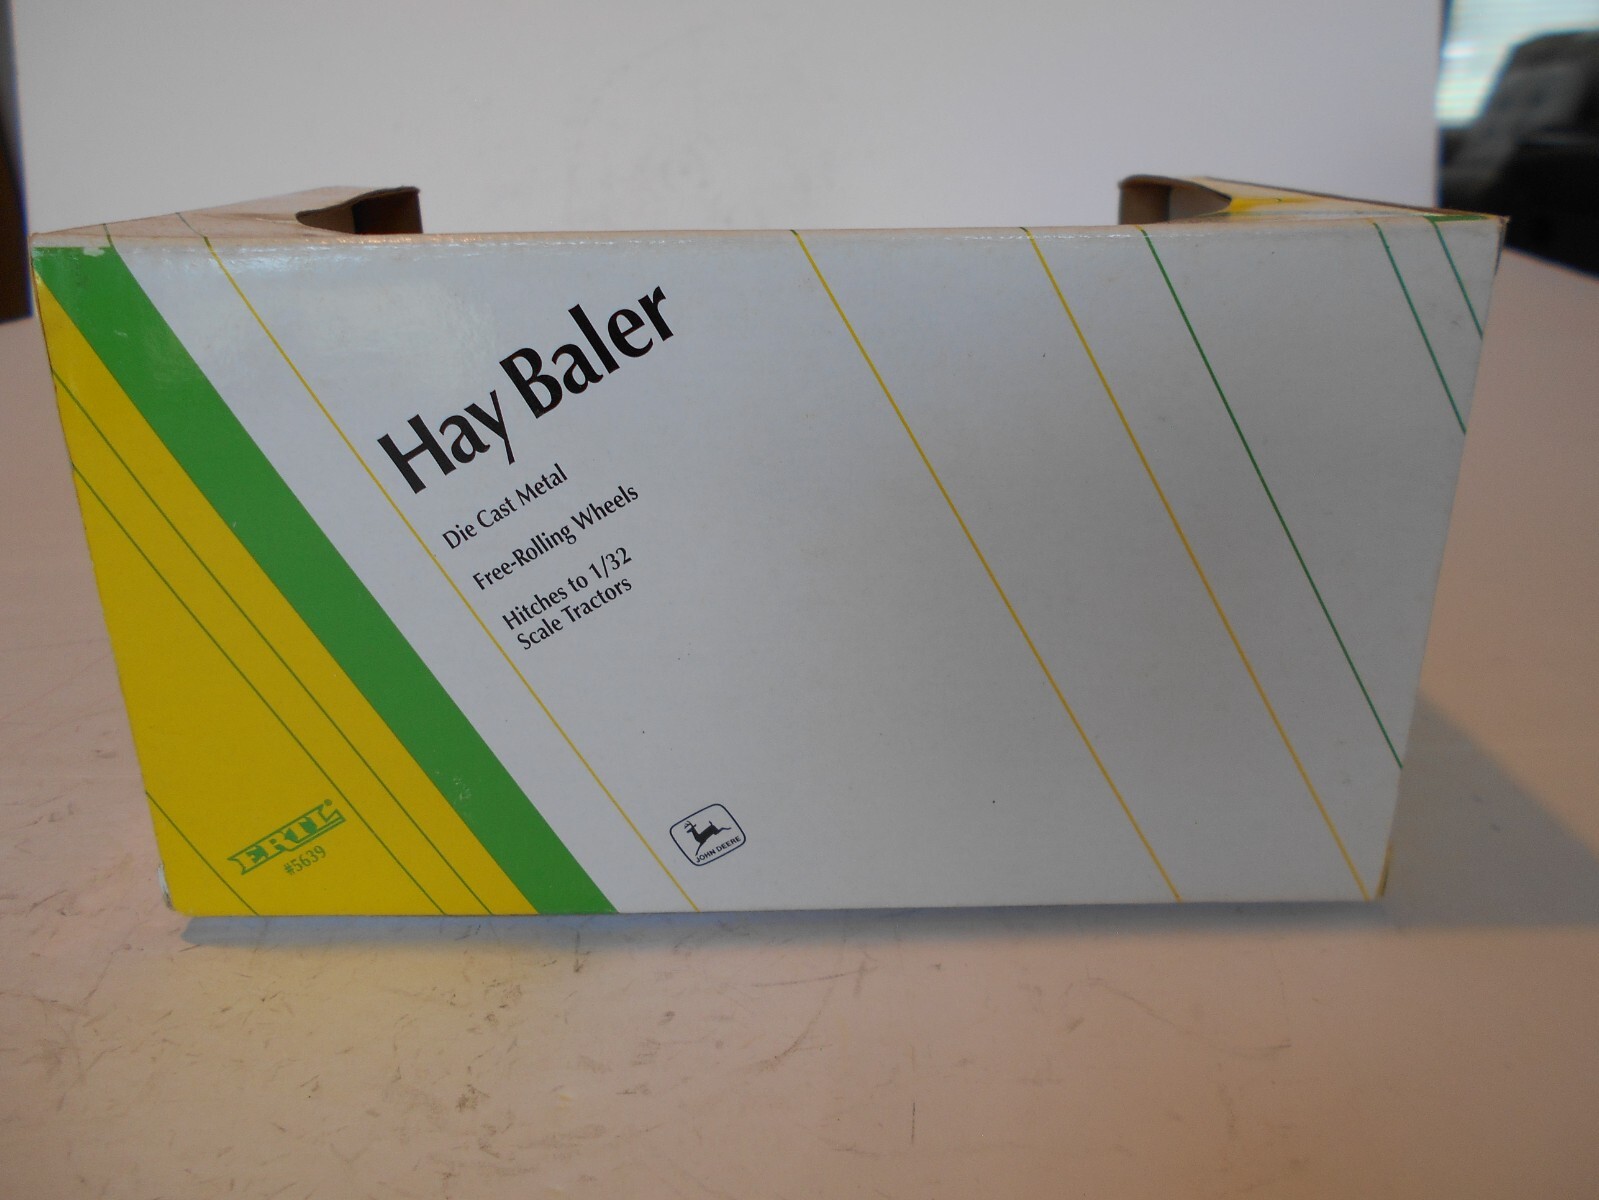 Hay Baler
Die Cast Metal
Free-Rolling Wheels
Hitches to 1/32
Scale Tractors
ERTL®
#5639
JOHN DEERE